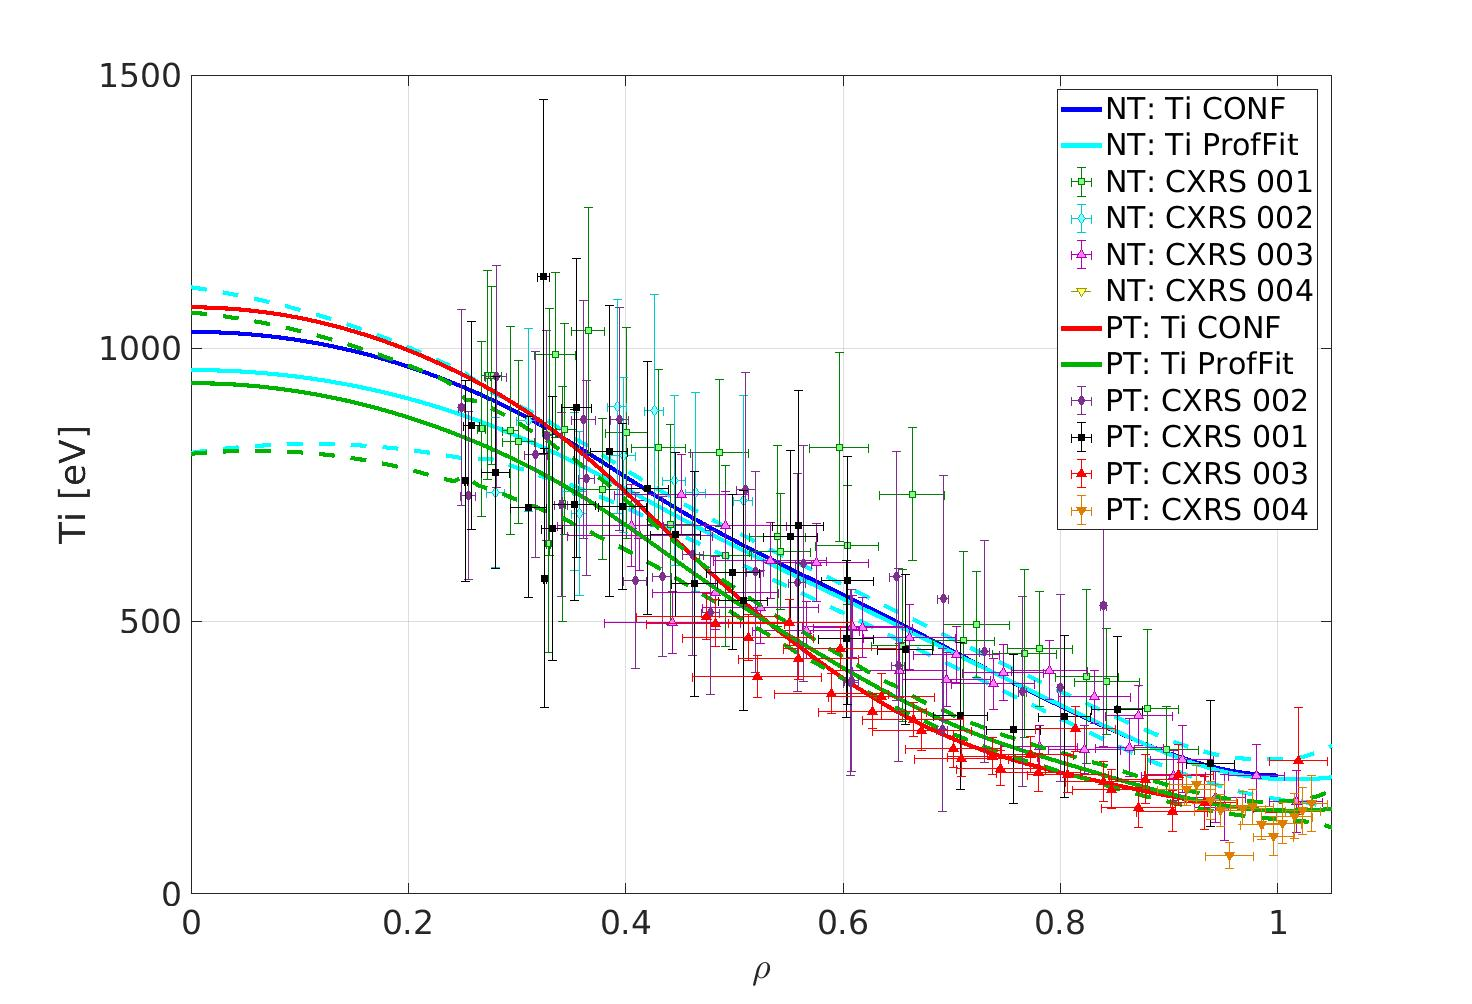 1500
1000
500
0
Ti [eV]
0
0.2
0.4
0.6
0.8
1
ρ
NT: Ti CONF
NT: Ti ProfFit
NT: CXRS 001
NT: CXRS 002
NT: CXRS 003
NT: CXRS 004
PT: Ti CONF
PT: Ti ProfFit
PT: CXRS 002
PT: CXRS 001
PT: CXRS 003
PT: CXRS 004